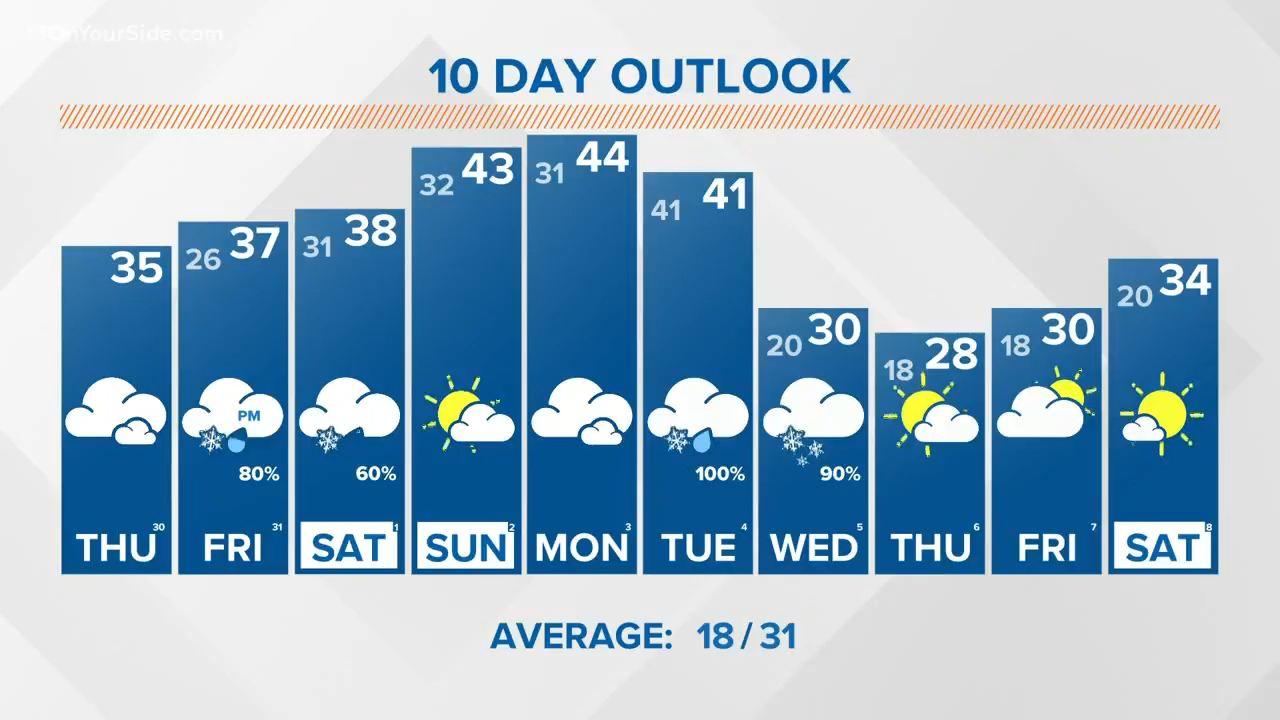 13OnYourSide.com
10 DAY OUTLOOK
35
26 37
31 38
32 43
31 44
41 41
20 30
18 28
18 30
20 34
PM
80%
60%
100%
90%
THU 30
FRI 31
SAT 1
SUN 2
MON 3
TUE 4
WED 5
THU 6
FRI 7
SAT 8
AVERAGE: 18 / 31